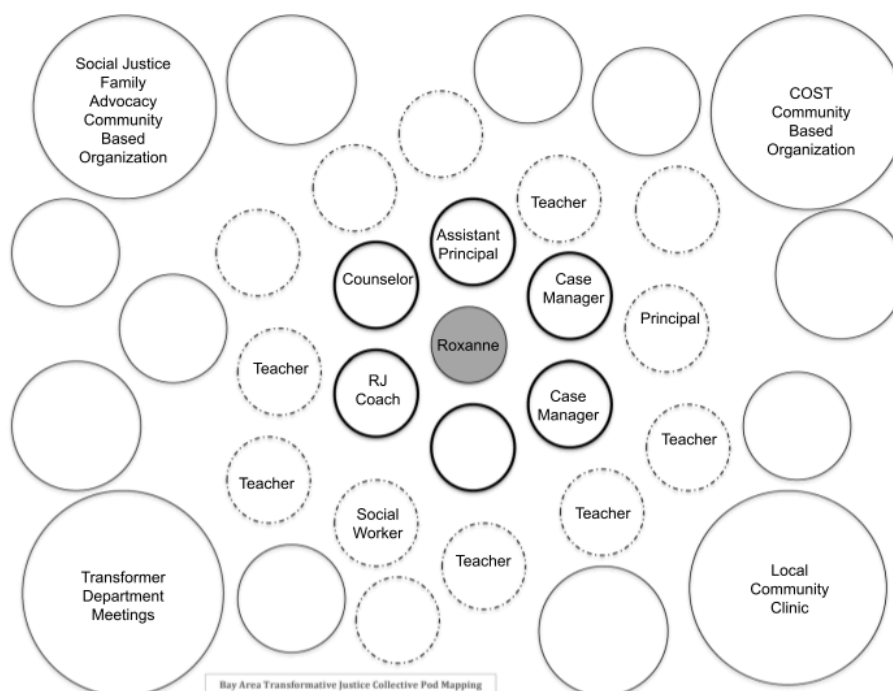 Social Justice
Family
Advocacy
Community
Based
Organization
COST
Community
Based
Organization
Teacher
Assistant
Principal
Counselor
Case
Manager
Principal
Roxanne
Teacher
RJ
Coach
Case
Manager
Teacher
Teacher
Social
Worker
Teacher
Teacher
Transformer
Department
Meetings
Local
Community
Clinic
Bay Area Transformative Justice Collective Pod Mapping